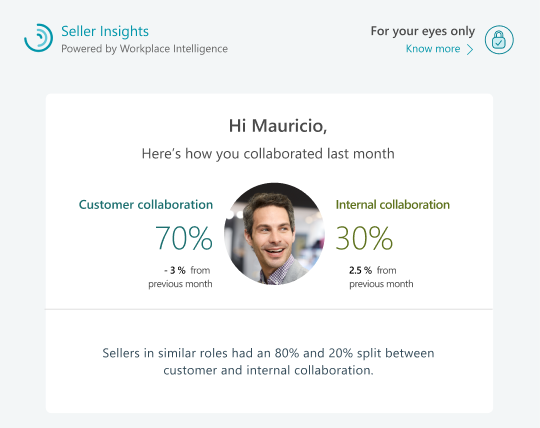 Seller Insights
Powered by Workplace Intelligence
For your eyes only
Know more
Hi Mauricio,
Here's how you collaborated last month
Customer collaboration
70%
- 3 % from
previous month
Internal collaboration
30%
2.5 % from
previous month
Sellers in similar roles had an 80% and 20% split between
customer and internal collaboration.